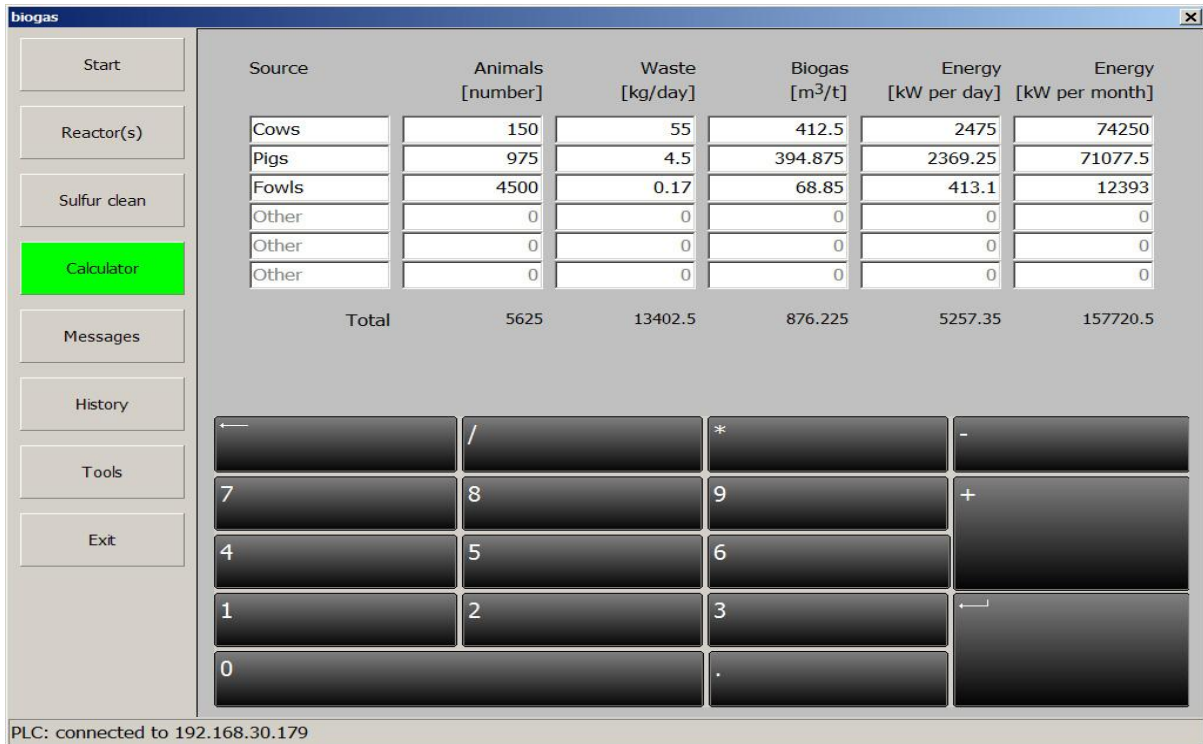 biogas
Start
Reactor(s)
Sulfur clean
Calculator
Messages
History
Tools
Exit
Source Animals Waste Biogas Energy Energy
[number] [kg/day] [m³/t] [kW per day] [kW per month]
Cows 150 55 412.5 2475 74250
Pigs 975 4.5 394.875 2369.25 71077.5
Fowls 4500 0.17 68.85 413.1 12393
Other 0 0 0 0 0
Other 0 0 0 0 0
Other 0 0 0 0 0
Total 5625 13402.5 876.225 5257.35 157720.5
← / * -
7 8 9 +
4 5 6
1 2 3 ↵
0 .
PLC: connected to 192.168.30.179